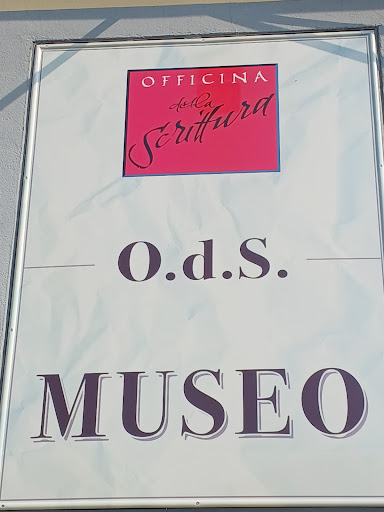 OFFICINA
della
Scrittura
O.d.S.
MUSEO